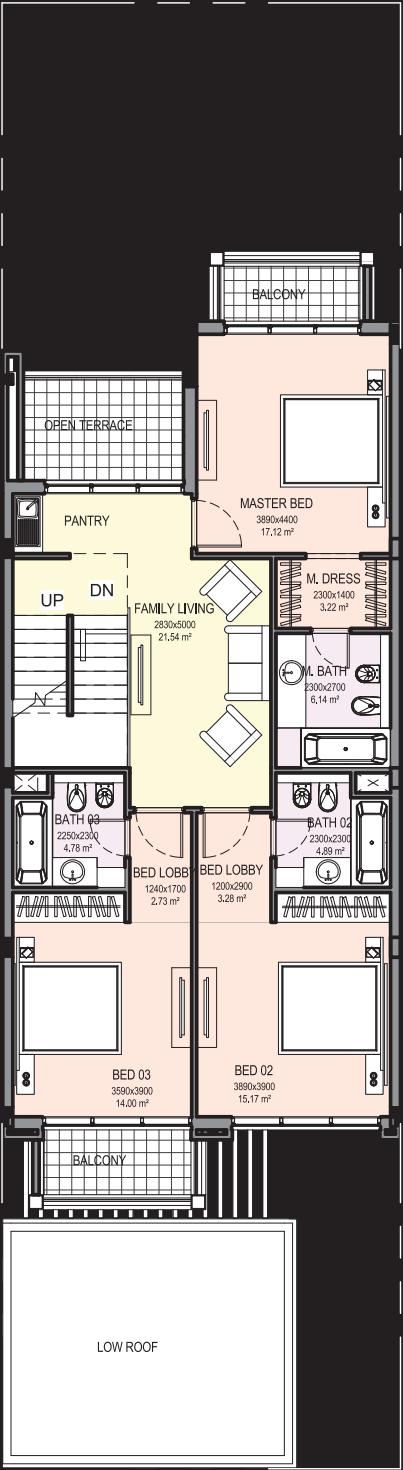 BALCONY
OPEN TERRACE
MASTER BED
3890x4400
17.12 m²
PANTRY
M. DRESS
2300x1400
3.22 m²
UP
DN
FAMILY LIVING
2830x5000
21.54 m²
M. BATH
2300x2700
6.14 m²
BATH 03
2250x2300
4.78 m²
BATH 02
2300x2300
4.89 m²
BED LOBBY
1240x1700
2.73 m²
BED LOBBY
1200x2900
3.28 m²
BED 03
3590x3900
14.00 m²
BED 02
3890x3900
15.17 m²
BALCONY
LOW ROOF